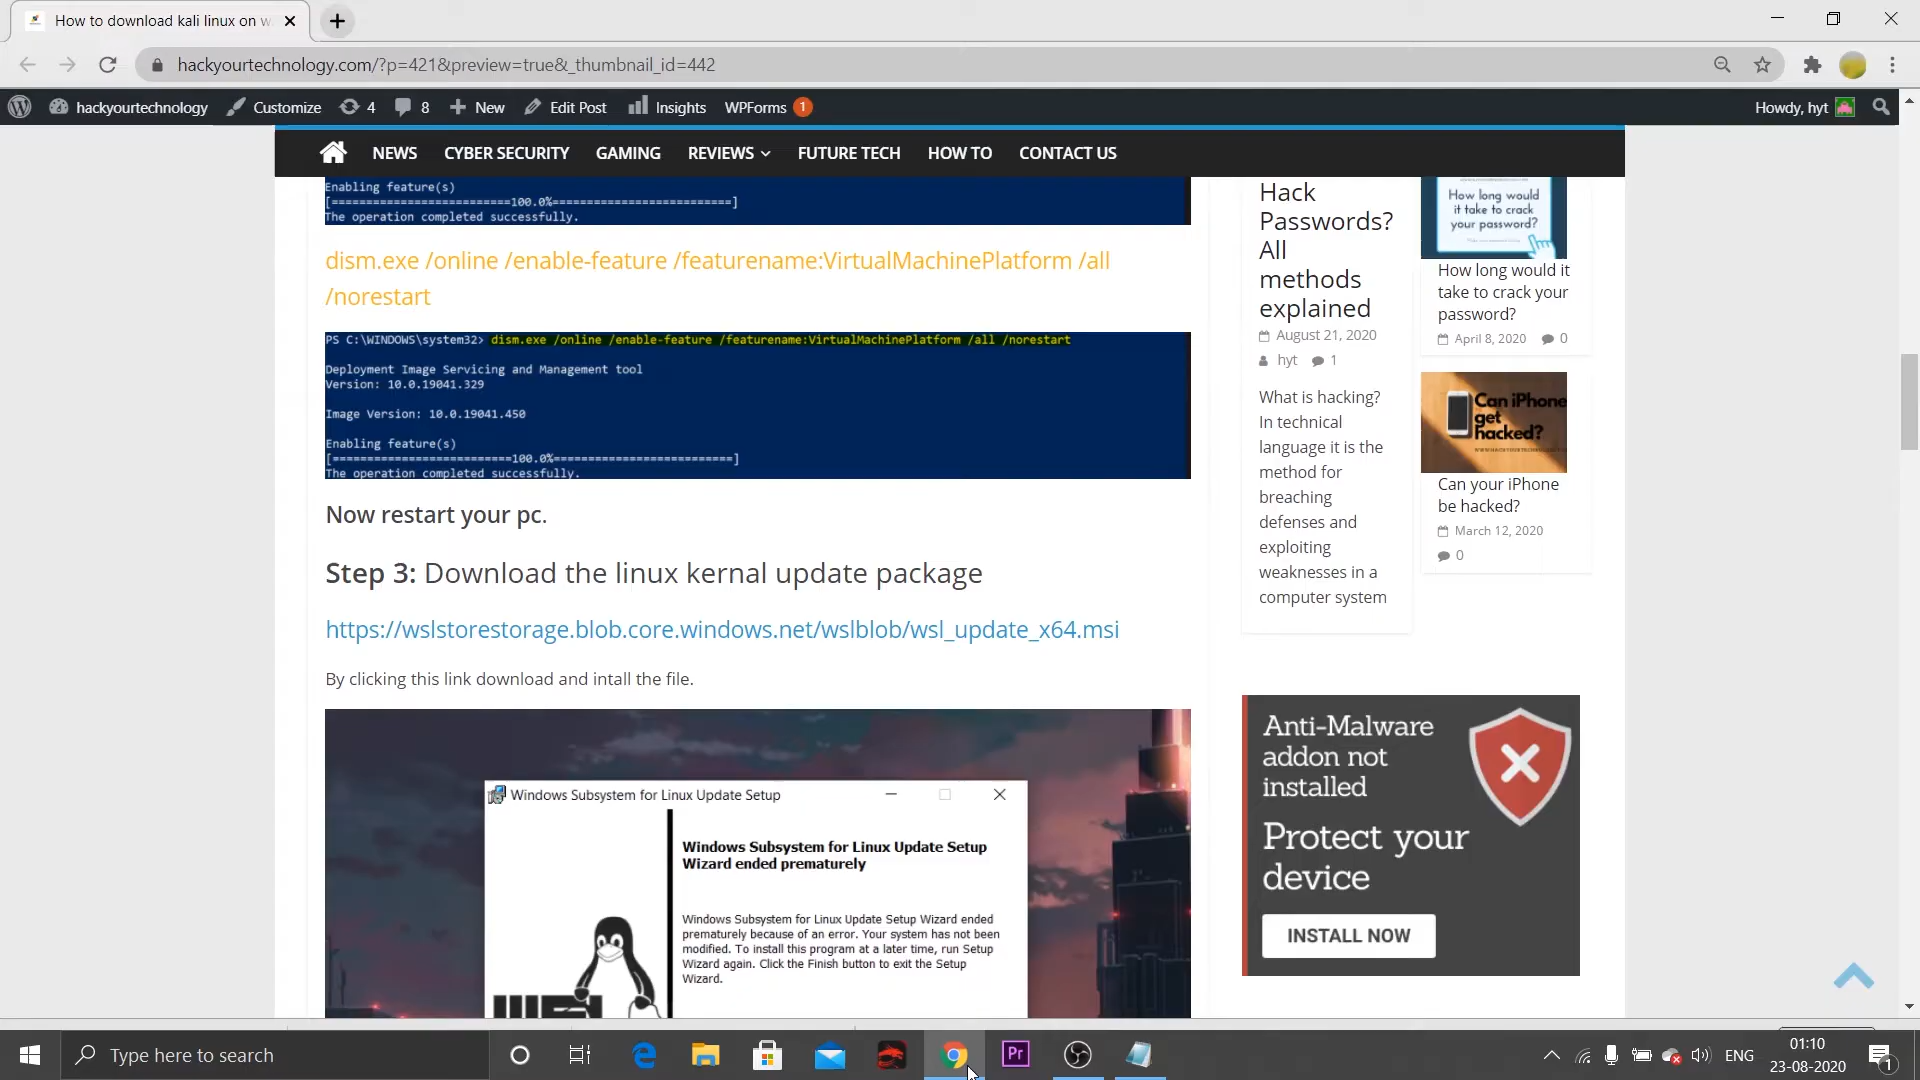 How to download kali linux on w
hackyourtechnology.com/?p=421&preview=true&_thumbnail_id=442
hackyourtechnology Customize 4 8 New Edit Post Insights WPForms 1 Howdy, hyt
NEWS CYBER SECURITY GAMING REVIEWS FUTURE TECH HOW TO CONTACT US
Enabling feature(s)
[==========================100.0%==========================]
The operation completed successfully.
dism.exe /online /enable-feature /featurename:VirtualMachinePlatform /all
/norestart
PS C:\WINDOWS\system32> dism.exe /online /enable-feature /featurename:VirtualMachinePlatform /all /norestart
Deployment Image Servicing and Management tool
Version: 10.0.19041.329
Image Version: 10.0.19041.450
Enabling feature(s)
[==========================100.0%==========================]
The operation completed successfully.
Now restart your pc.
Step 3: Download the linux kernal update package
https://wslstorestorage.blob.core.windows.net/wslblob/wsl_update_x64.msi
By clicking this link download and intall the file.
Windows Subsystem for Linux Update Setup
Windows Subsystem for Linux Update Setup
Wizard ended prematurely
Windows Subsystem for Linux Update Setup Wizard ended
prematurely because of an error. Your system has not been
modified. To install this program at a later time, run Setup
Wizard again. Click the Finish button to exit the Setup
Wizard.
Hack
Passwords?
All
methods
explained
August 21, 2020
hyt 1
What is hacking?
In technical
language it is the
method for
breaching
defenses and
exploiting
weaknesses in a
computer system
How long would
it take to crack
your password?
How long would it
take to crack your
password?
April 8, 2020 0
Can iPhone
get
hacked?
Can your iPhone
be hacked?
March 12, 2020
0
Anti-Malware
addon not
installed
Protect your
device
INSTALL NOW
Type here to search
Pr
ENG
01:10
23-08-2020
1